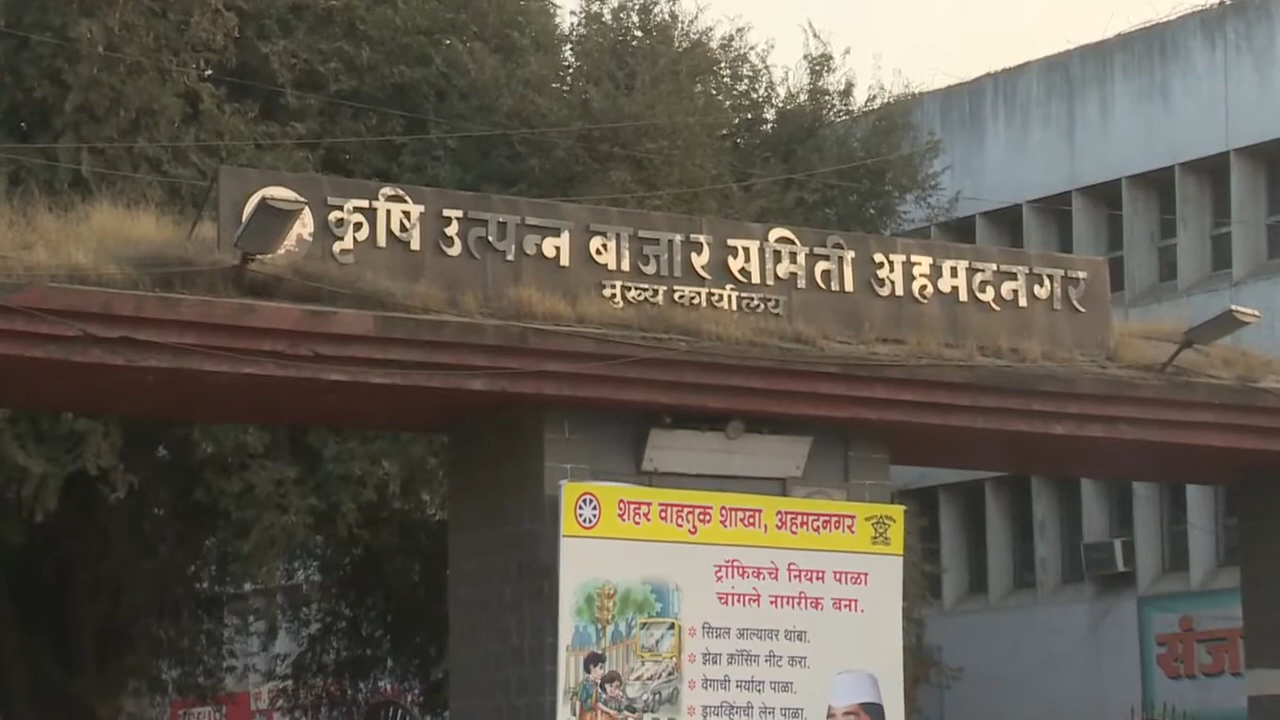 कृषि उत्पन्न बाजार समिती अहमदनगर
मुख्य कार्यालय
शहर वाहतुक शाखा, अहमदनगर
ट्रॉफिकचे नियम पाळा
चांगले नागरीक बना.
सिग्नल आल्यावर थांबा.
झेब्रा क्रॉसिंग नीट करा.
वेगाची मर्यादा पाळा.
ड्रायव्हिंगची लेन पाळा.
संज